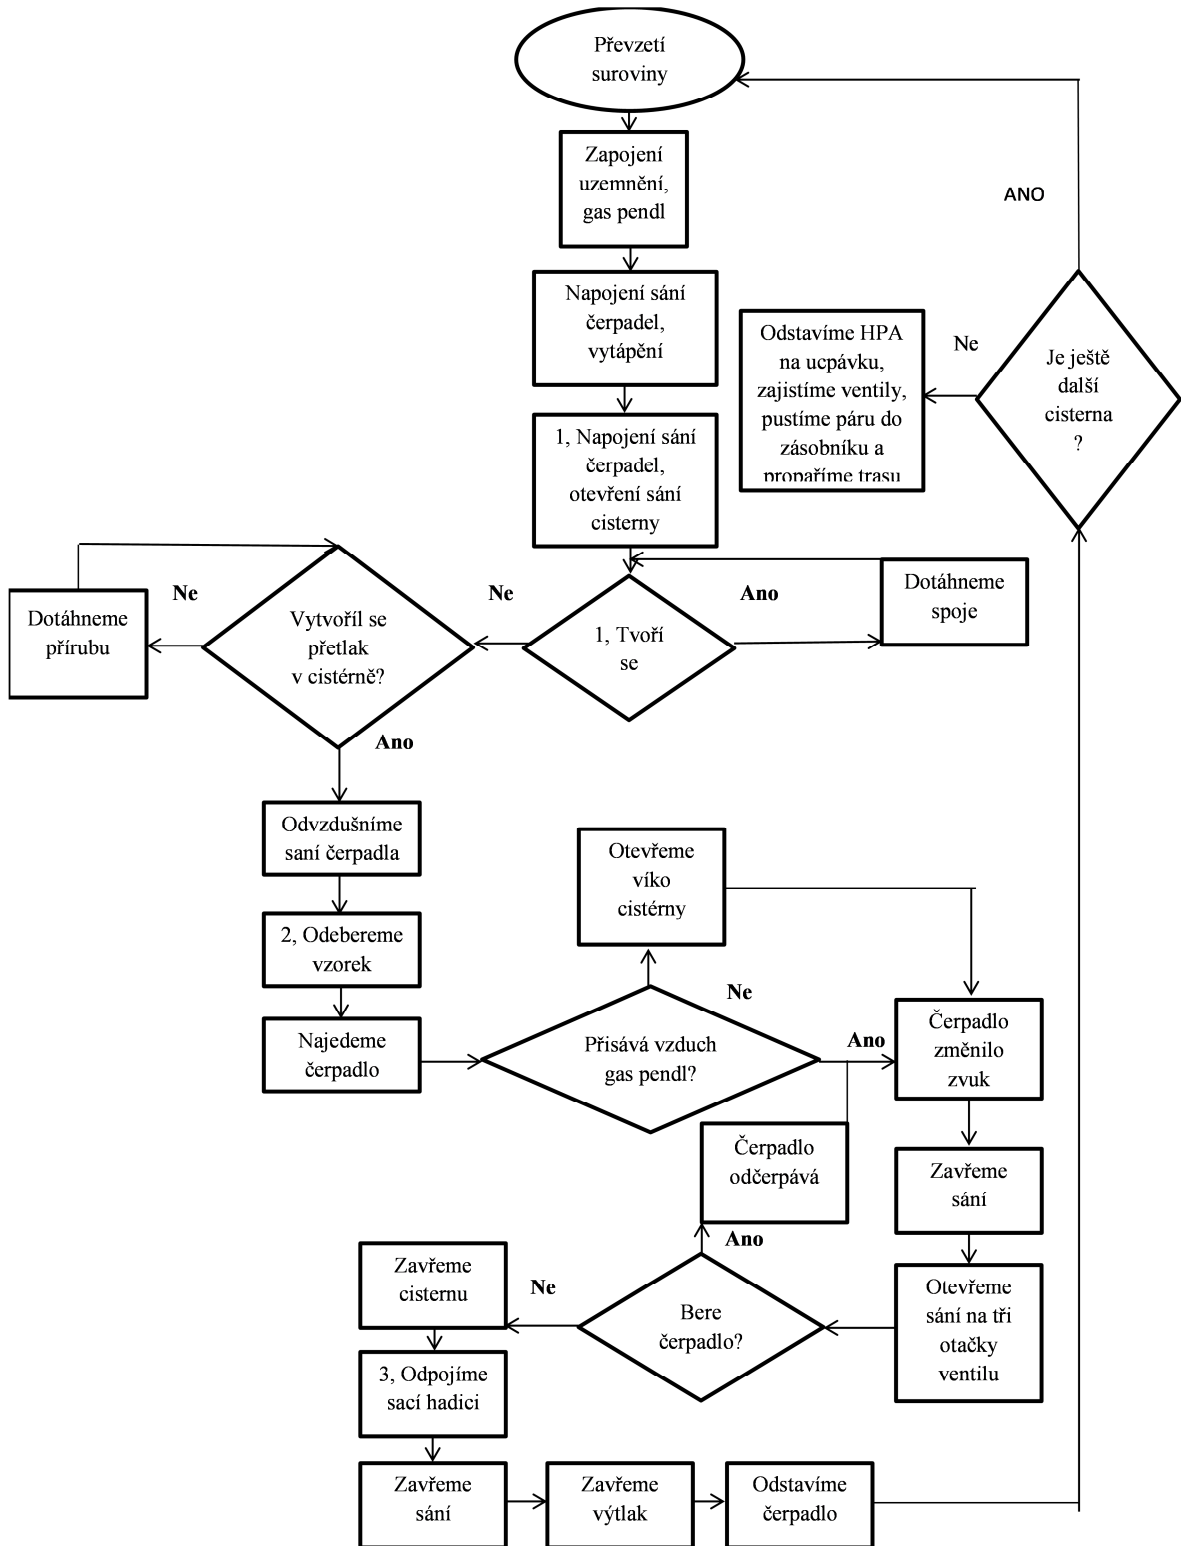 Převzetí
suroviny
Zapojení
uzemnění,
gas pendl
ANO
Napojení sání
čerpadel,
vytápění
Odstavíme HPA
na ucpávku,
zajistíme ventily,
pustíme páru do
zásobníku a
propaříme trasu
Ne
Je ještě
další
cisterna
?
1, Napojení sání
čerpadel,
otevření sání
cisterny
Dotáhneme
přírubu
Ne
Vytvoříl se
přetlak
v cistérně?
Ne
1, Tvoří
se
Ano
Dotáhneme
spoje
Ano
Odvzdušníme
saní čerpadla
2, Odebereme
vzorek
Najedeme
čerpadlo
Otevřeme
víko
cistérny
Ne
Přisává vzduch
gas pendl?
Ano
Čerpadlo
změnilo
zvuk
Čerpadlo
odčerpává
Zavřeme
sání
Ano
Otevřeme
sání na tři
otačky
ventilu
Bere
čerpadlo?
Ne
Zavřeme
cisternu
3, Odpojíme
sací hadici
Zavřeme
sání
Zavřeme
výtlak
Odstavíme
čerpadlo